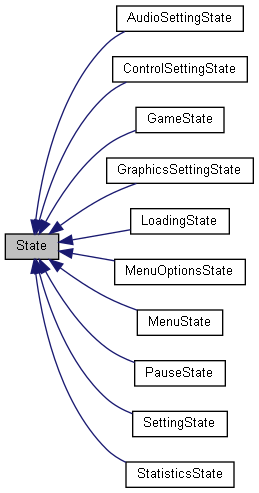 AudioSettingState
ControlSettingState
GameState
GraphicsSettingState
LoadingState
State
MenuOptionsState
MenuState
PauseState
SettingState
StatisticsState